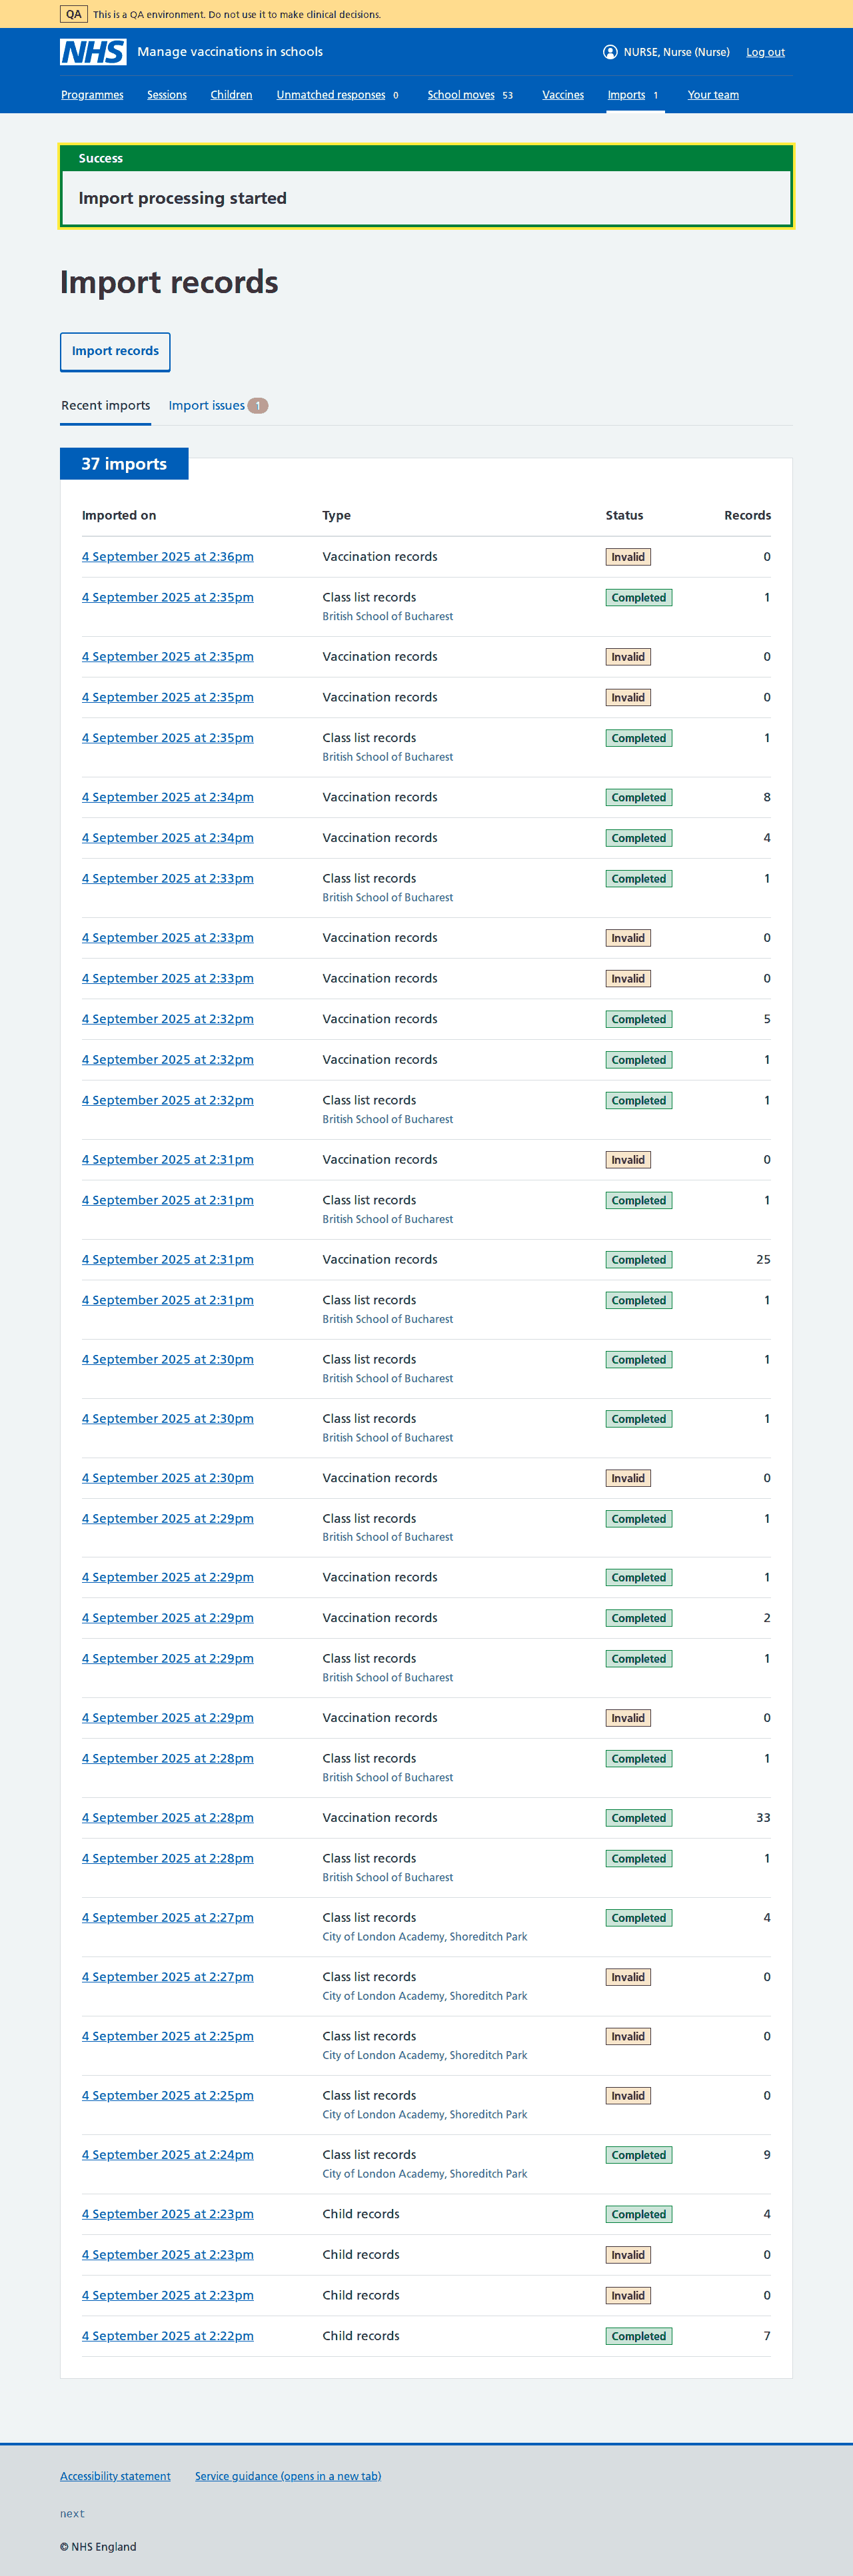 QA This is a QA environment. Do not use it to make clinical decisions.
NHS Manage vaccinations in schools NURSE, Nurse (Nurse) Log out
Programmes Sessions Children Unmatched responses 0 School moves 53 Vaccines Imports 1 Your team
Success
Import processing started
Import records
Import records
Recent imports Import issues 1
37 imports
Imported on Type Status Records
4 September 2025 at 2:36pm Vaccination records Invalid 0
4 September 2025 at 2:35pm Class list records Completed 1
British School of Bucharest
4 September 2025 at 2:35pm Vaccination records Invalid 0
4 September 2025 at 2:35pm Vaccination records Invalid 0
4 September 2025 at 2:35pm Class list records Completed 1
British School of Bucharest
4 September 2025 at 2:34pm Vaccination records Completed 8
4 September 2025 at 2:34pm Vaccination records Completed 4
4 September 2025 at 2:33pm Class list records Completed 1
British School of Bucharest
4 September 2025 at 2:33pm Vaccination records Invalid 0
4 September 2025 at 2:33pm Vaccination records Invalid 0
4 September 2025 at 2:32pm Vaccination records Completed 5
4 September 2025 at 2:32pm Vaccination records Completed 1
4 September 2025 at 2:32pm Class list records Completed 1
British School of Bucharest
4 September 2025 at 2:31pm Vaccination records Invalid 0
4 September 2025 at 2:31pm Class list records Completed 1
British School of Bucharest
4 September 2025 at 2:31pm Vaccination records Completed 25
4 September 2025 at 2:31pm Class list records Completed 1
British School of Bucharest
4 September 2025 at 2:30pm Class list records Completed 1
British School of Bucharest
4 September 2025 at 2:30pm Class list records Completed 1
British School of Bucharest
4 September 2025 at 2:30pm Vaccination records Invalid 0
4 September 2025 at 2:29pm Class list records Completed 1
British School of Bucharest
4 September 2025 at 2:29pm Vaccination records Completed 1
4 September 2025 at 2:29pm Vaccination records Completed 2
4 September 2025 at 2:29pm Class list records Completed 1
British School of Bucharest
4 September 2025 at 2:29pm Vaccination records Invalid 0
4 September 2025 at 2:28pm Class list records Completed 1
British School of Bucharest
4 September 2025 at 2:28pm Vaccination records Completed 33
4 September 2025 at 2:28pm Class list records Completed 1
British School of Bucharest
4 September 2025 at 2:27pm Class list records Completed 4
City of London Academy, Shoreditch Park
4 September 2025 at 2:27pm Class list records Invalid 0
City of London Academy, Shoreditch Park
4 September 2025 at 2:25pm Class list records Invalid 0
City of London Academy, Shoreditch Park
4 September 2025 at 2:25pm Class list records Invalid 0
City of London Academy, Shoreditch Park
4 September 2025 at 2:24pm Class list records Completed 9
City of London Academy, Shoreditch Park
4 September 2025 at 2:23pm Child records Completed 4
4 September 2025 at 2:23pm Child records Invalid 0
4 September 2025 at 2:23pm Child records Invalid 0
4 September 2025 at 2:22pm Child records Completed 7
Accessibility statement Service guidance (opens in a new tab)
next
© NHS England